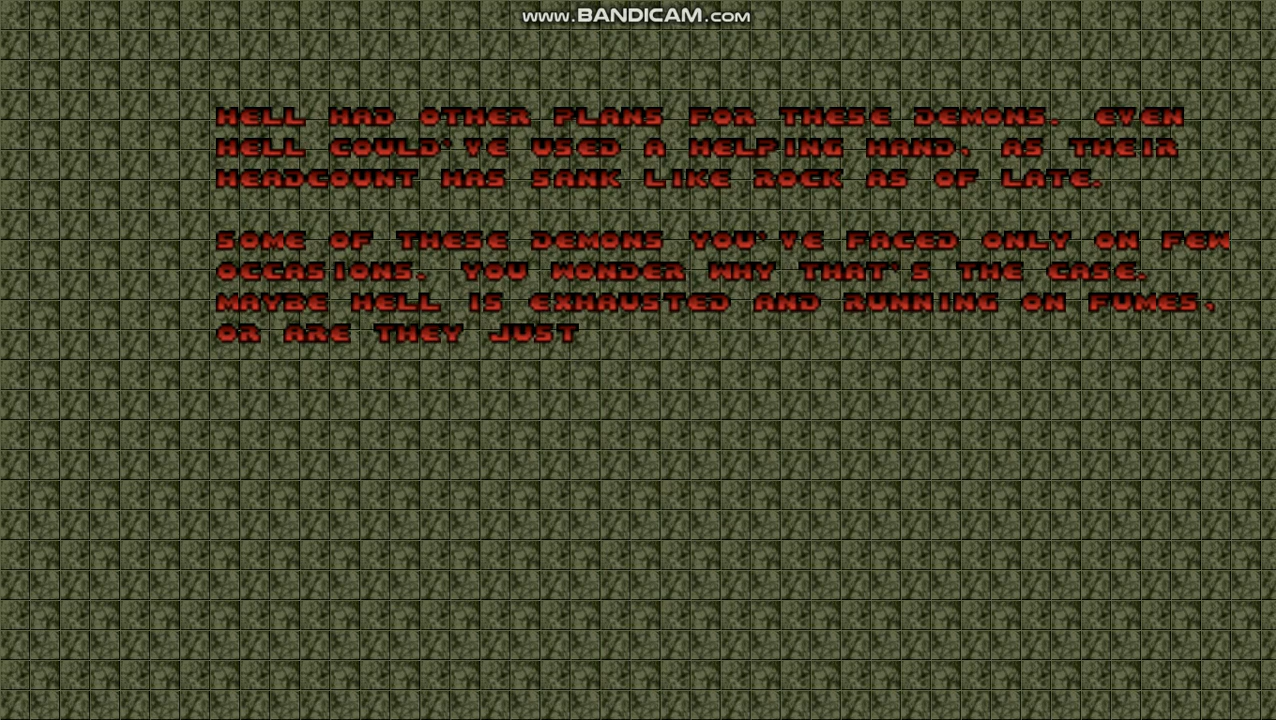 www.BANDICAM.com
HELL HAD OTHER PLANS FOR THESE DEMONS. EVEN
HELL COULD'VE USED A HELPING HAND, AS THEIR
HEADCOUNT HAS SANK LIKE ROCK AS OF LATE.
SOME OF THESE DEMONS YOU'VE FACED ONLY ON FEW
OCCASIONS. YOU WONDER WHY THAT'S THE CASE.
MAYBE HELL IS EXHAUSTED AND RUNNING ON FUMES,
OR ARE THEY JUST